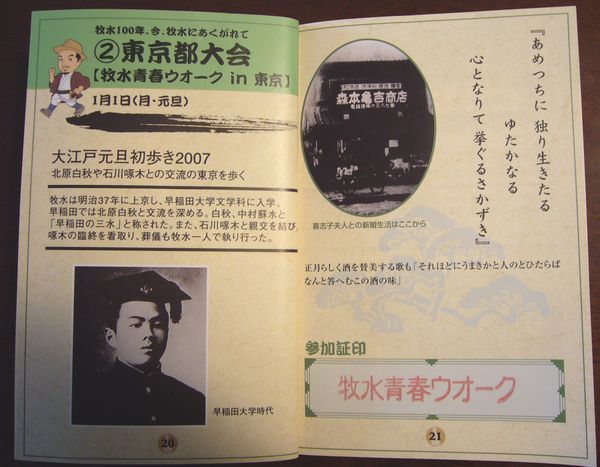 牧水100年、今、牧水にあくがれて
②東京都大会
【牧水青春ウオーク in 東京】
1月1日(月・元旦)
大江戸元旦初歩き2007
北原白秋や石川啄木との交流の東京を歩く
牧水は明治37年に上京し、早稲田大学文学科に入学。
早稲田では北原白秋と交流を深める。白秋、中村蘇水と
「早稲田の三水」と称された。また、石川啄木と親交を結び、
啄木の臨終を看取り、葬儀も牧水一人で執り行った。
早稲田大学時代
20
『あめつちに 独り生きたる
ゆたかなる
心となりて 挙ぐるさかずき』
森本亀吉商店
喜志子夫人との新婚生活はここから
正月らしく酒を賛美する歌も「それほどにうまきかと人のとひたらば
なんと答へむこの酒の味」
参加証印
牧水青春ウオーク
21